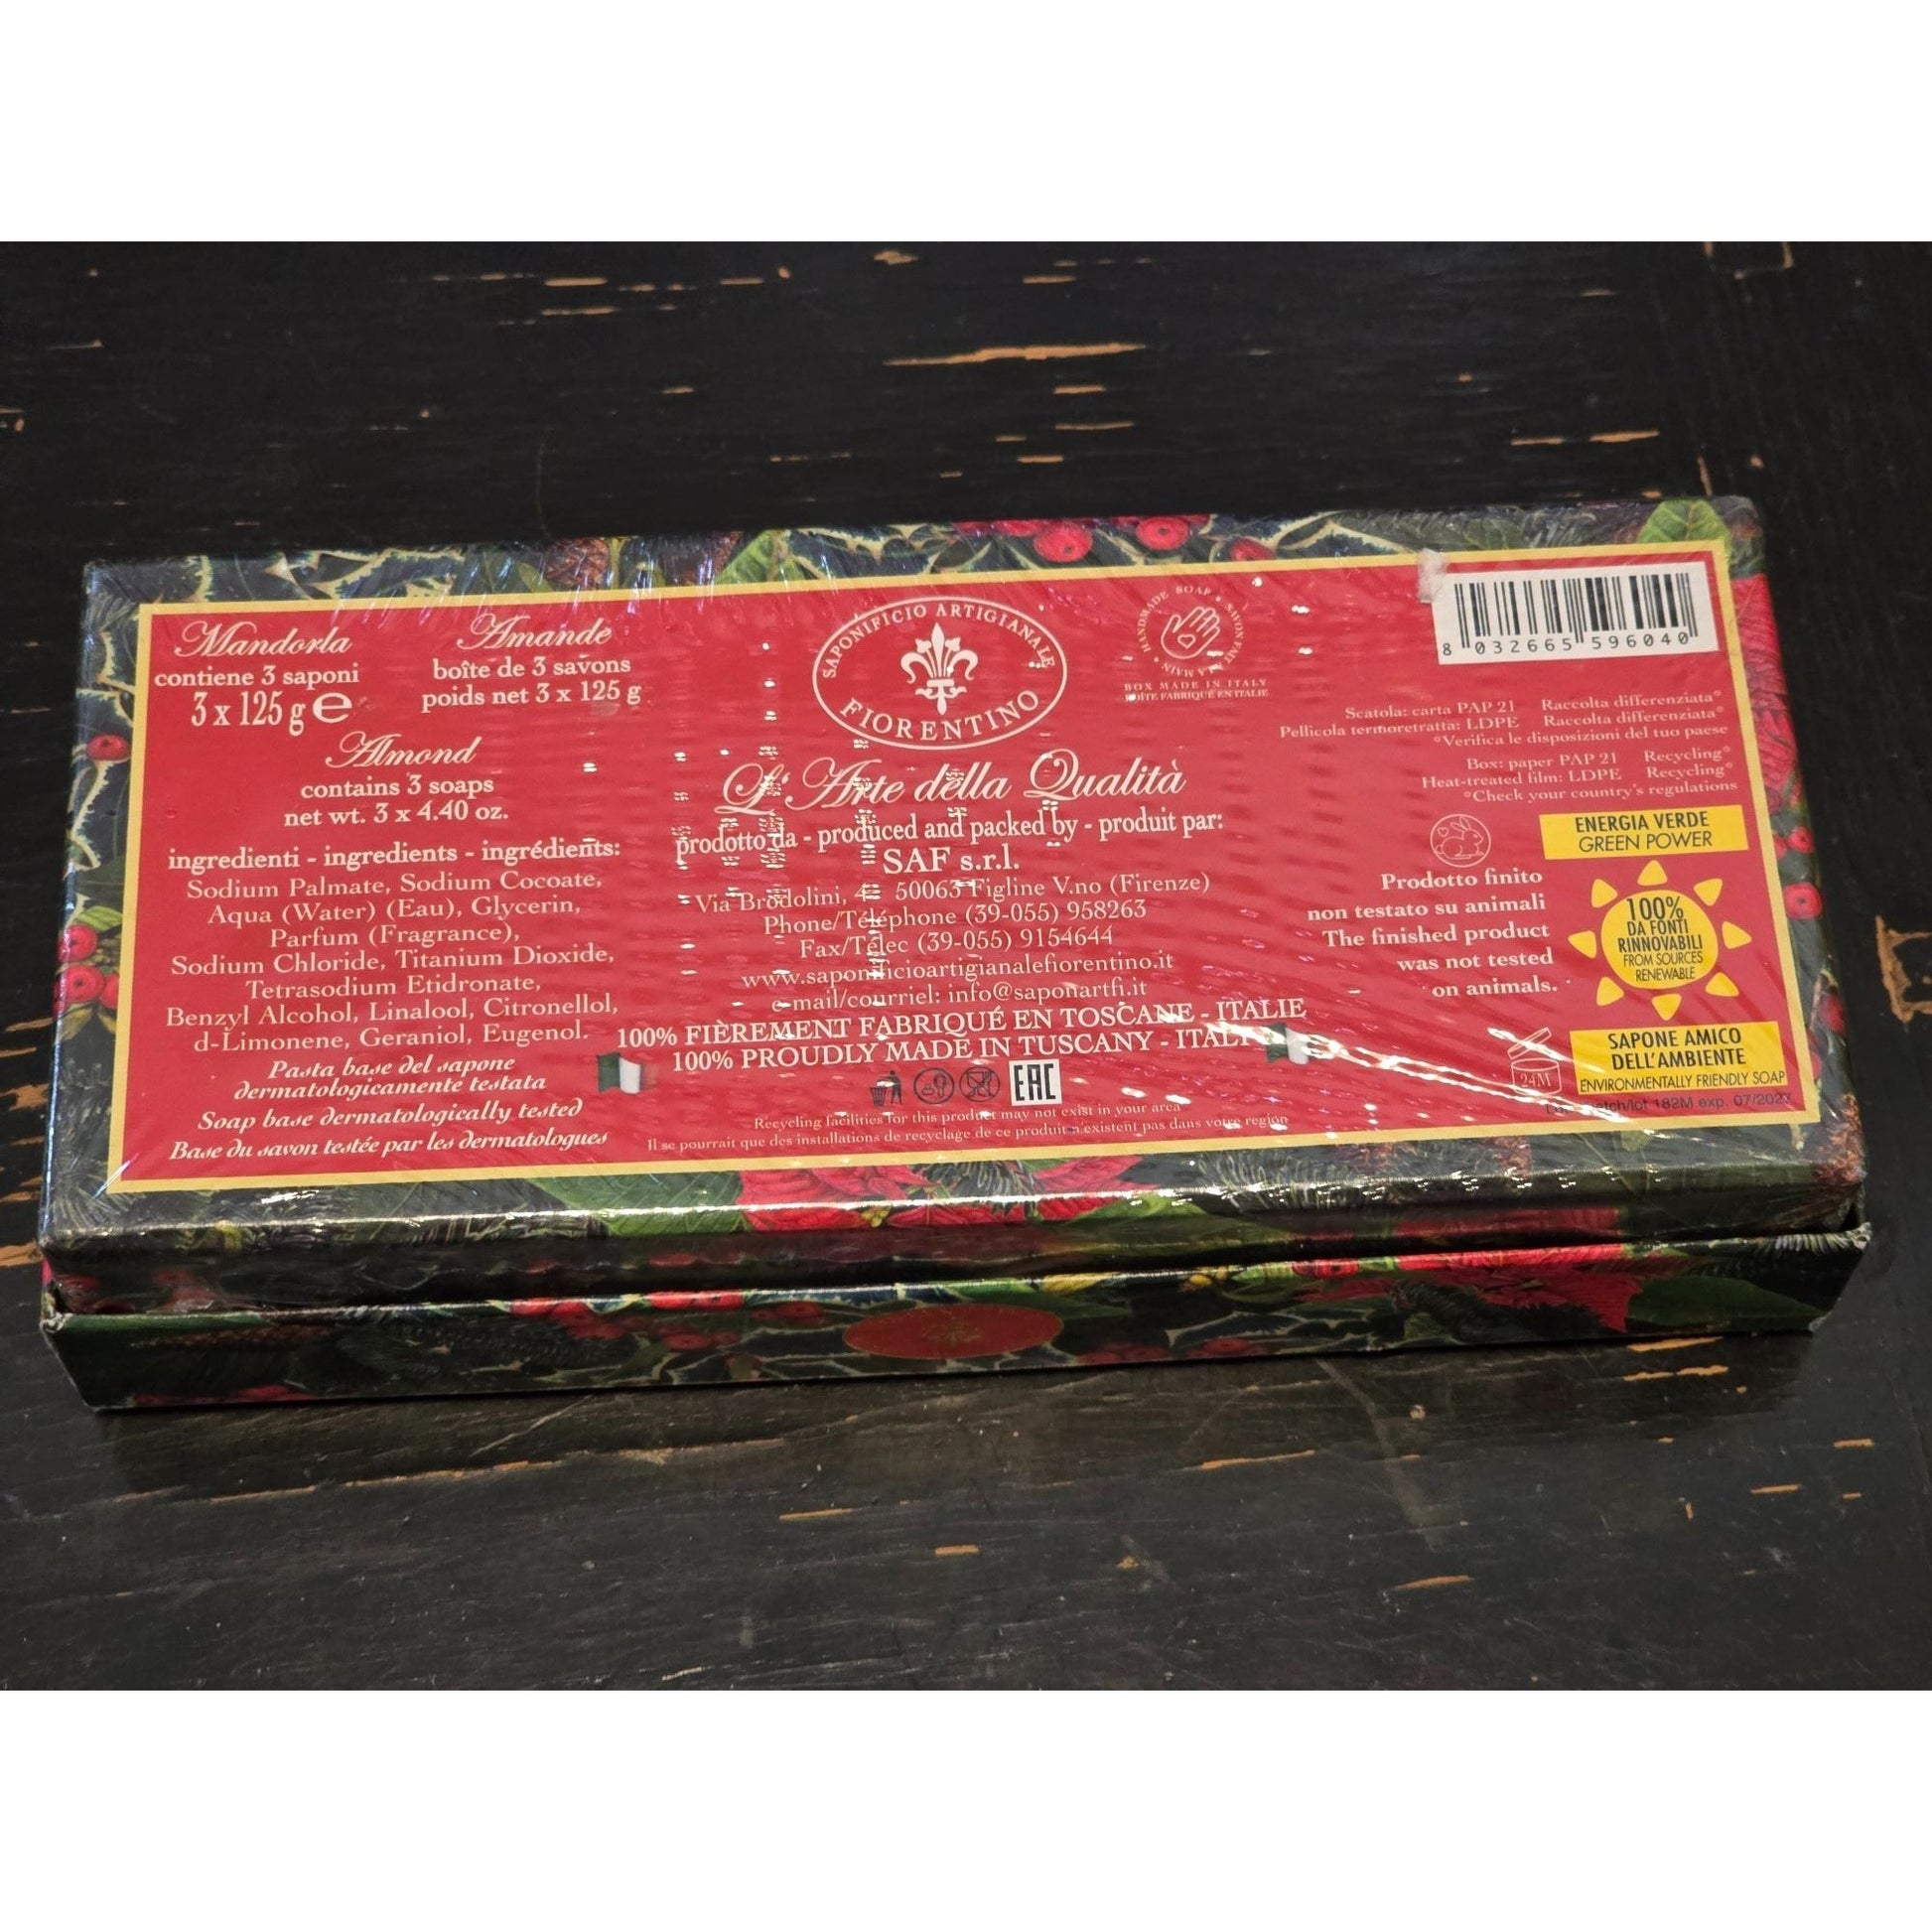 Mandorla
contiene 3 saponi
3 x 125 g e
Amande
boîte de 3 savons
poids net 3 x 125 g
Almond
contains 3 soaps
net wt. 3 x 4.40 oz.
ingredienti - ingredients - ingrédients:
Sodium Palmate, Sodium Cocoate,
Aqua (Water) (Eau), Glycerin,
Parfum (Fragrance),
Sodium Chloride, Titanium Dioxide,
Tetrasodium Etidronate,
Benzyl Alcohol, Linalool, Citronellol,
d-Limonene, Geraniol, Eugenol.
Pasta base del sapone
dermatologicamente testata
Soap base dermatologically tested
Base du savon testée par les dermatologues
SAPONIFICIO ARTIGIANALE
FIORENTINO
L'Arte della Qualità
prodotto da - produced and packed by - produit par:
SAF s.r.l.
Via Brodolini, 50063 Figline V.no (Firenze)
Phone/Téléphone (39-055) 958263
Fax/Télec (39-055) 9154644
www.saponificioartigianalefiorentino.it
e-mail/courriel: info@saponartfi.it
100% FIÈREMENT FABRIQUÉ EN TOSCANE - ITALIE
100% PROUDLY MADE IN TUSCANY - ITALY
EAC
Recycling facilities for this product may not exist in your area
Il se pourrait que des installations de recyclage de ce produit n'existent pas dans votre region
HANDMADE SOAP • SAVON FAIT À LA MAIN •
BOX MADE IN ITALY
BOÎTE FABRIQUÉ EN ITALIE
8 032665 596040
Scatola: carta PAP 21 Raccolta differenziata°
Pellicola termoretratta: LDPE Raccolta differenziata°
°Verifica le disposizioni del tuo paese
Box: paper PAP 21 Recycling°
Heat-treated film: LDPE Recycling°
°Check your country's regulations
Prodotto finito
non testato su animali
The finished product
was not tested
on animals.
ENERGIA VERDE
GREEN POWER
100%
DA FONTI
RINNOVABILI
FROM SOURCES
RENEWABLE
24M
SAPONE AMICO
DELL'AMBIENTE
ENVIRONMENTALLY FRIENDLY SOAP
182M exp. 07/2027